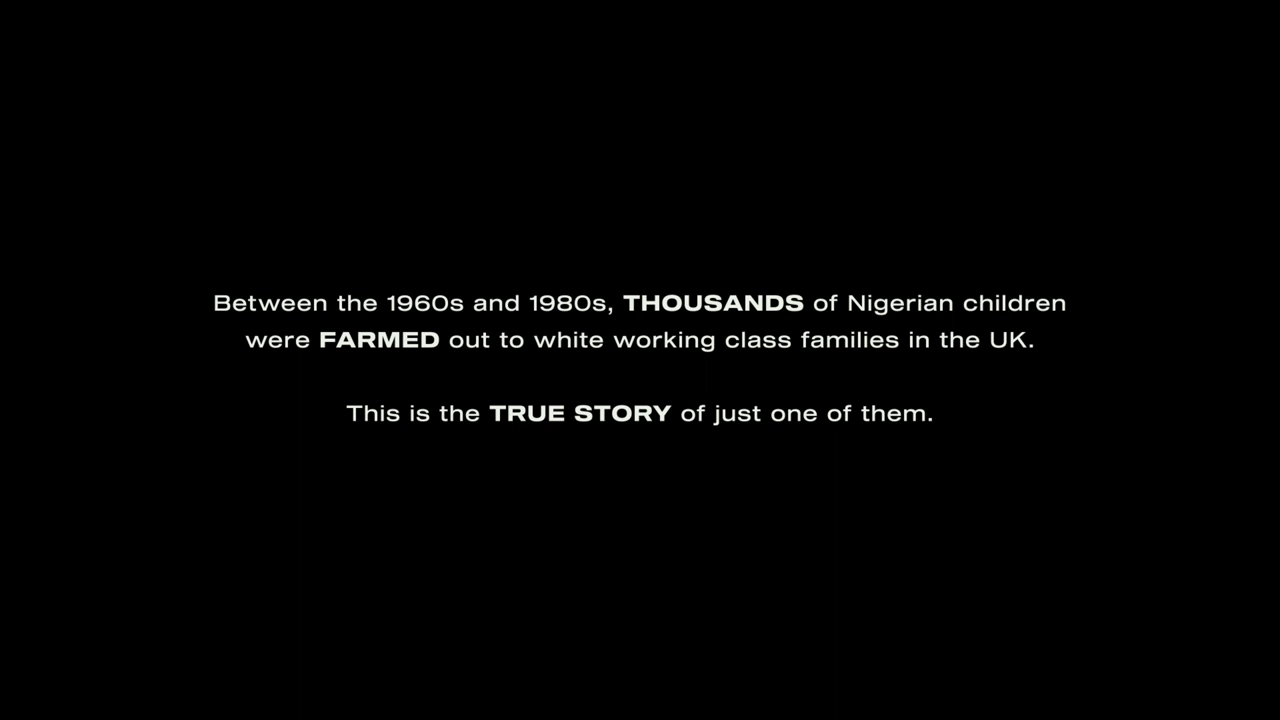 Between the 1960s and 1980s, THOUSANDS of Nigerian children
were FARMED out to white working class families in the UK.
This is the TRUE STORY of just one of them.